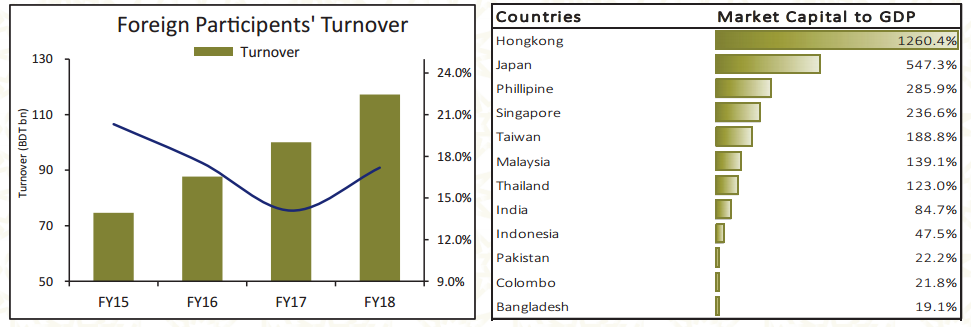 Foreign Participants' Turnover
Turnover
Turnover (BDT bn)
130
110
90
70
50
24.0%
21.0%
18.0%
15.0%
12.0%
9.0%
FY15 FY16 FY17 FY18
Countries Market Capital to GDP
Hongkong 1260.4%
Japan 547.3%
Phillipine 285.9%
Singapore 236.6%
Taiwan 188.8%
Malaysia 139.1%
Thailand 123.0%
India 84.7%
Indonesia 47.5%
Pakistan 22.2%
Colombo 21.8%
Bangladesh 19.1%